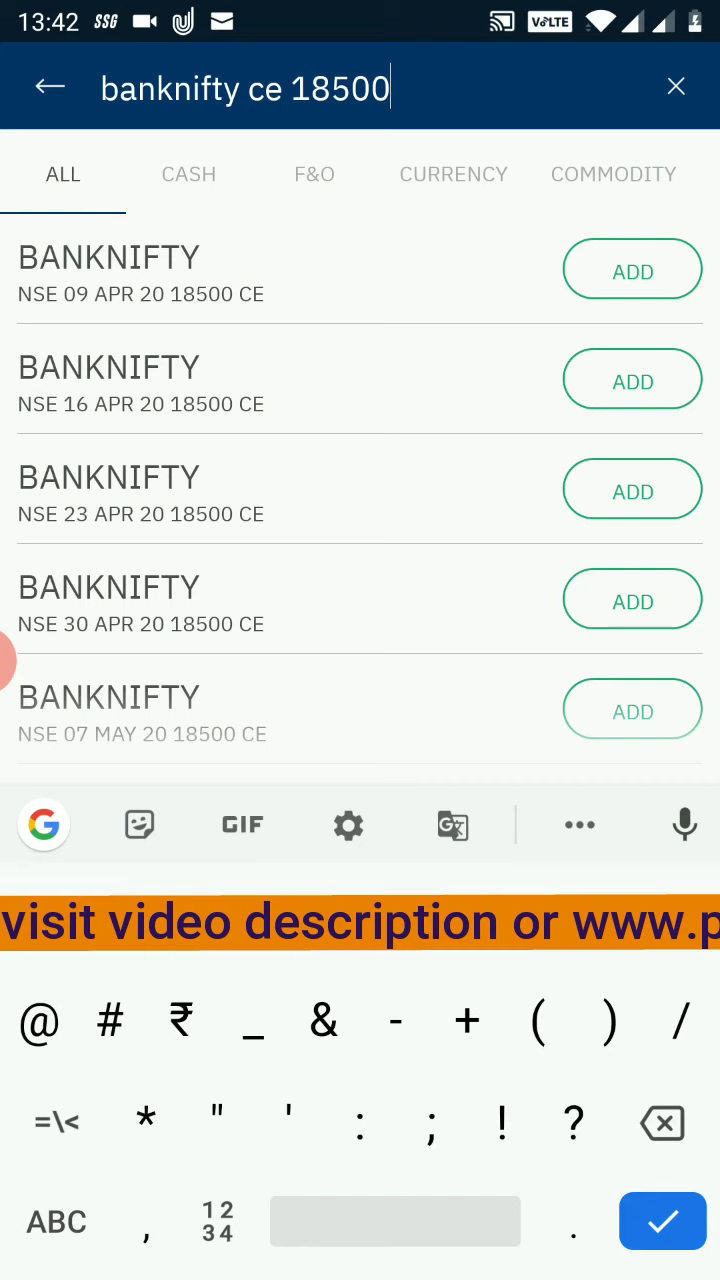 13:42 SSG VoLTE
banknifty ce 18500
ALL CASH F&O CURRENCY COMMODITY
BANKNIFTY
NSE 09 APR 20 18500 CE
ADD
BANKNIFTY
NSE 16 APR 20 18500 CE
ADD
BANKNIFTY
NSE 23 APR 20 18500 CE
ADD
BANKNIFTY
NSE 30 APR 20 18500 CE
ADD
BANKNIFTY
NSE 07 MAY 20 18500 CE
ADD
GIF
visit video description or www.p
@ # ₹ _ & - + ( ) /
=\< * " ' : ; ! ?
ABC , 12 34 .